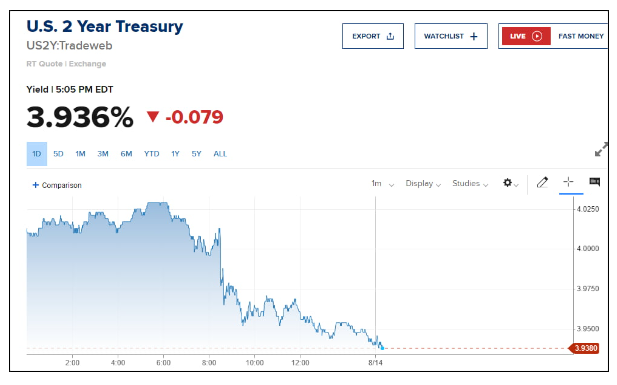 U.S. 2 Year Treasury
US2Y:Tradeweb
RT Quote | Exchange
EXPORT
WATCHLIST +
LIVE FAST MONEY
Yield | 5:05 PM EDT
3.936% ▼ -0.079
1D 5D 1M 3M 6M YTD 1Y 5Y ALL
+ Comparison
1m Display Studies
4.0250
4.0000
3.9750
3.9500
3.9380
2:00 4:00 6:00 8:00 10:00 12:00 8/14